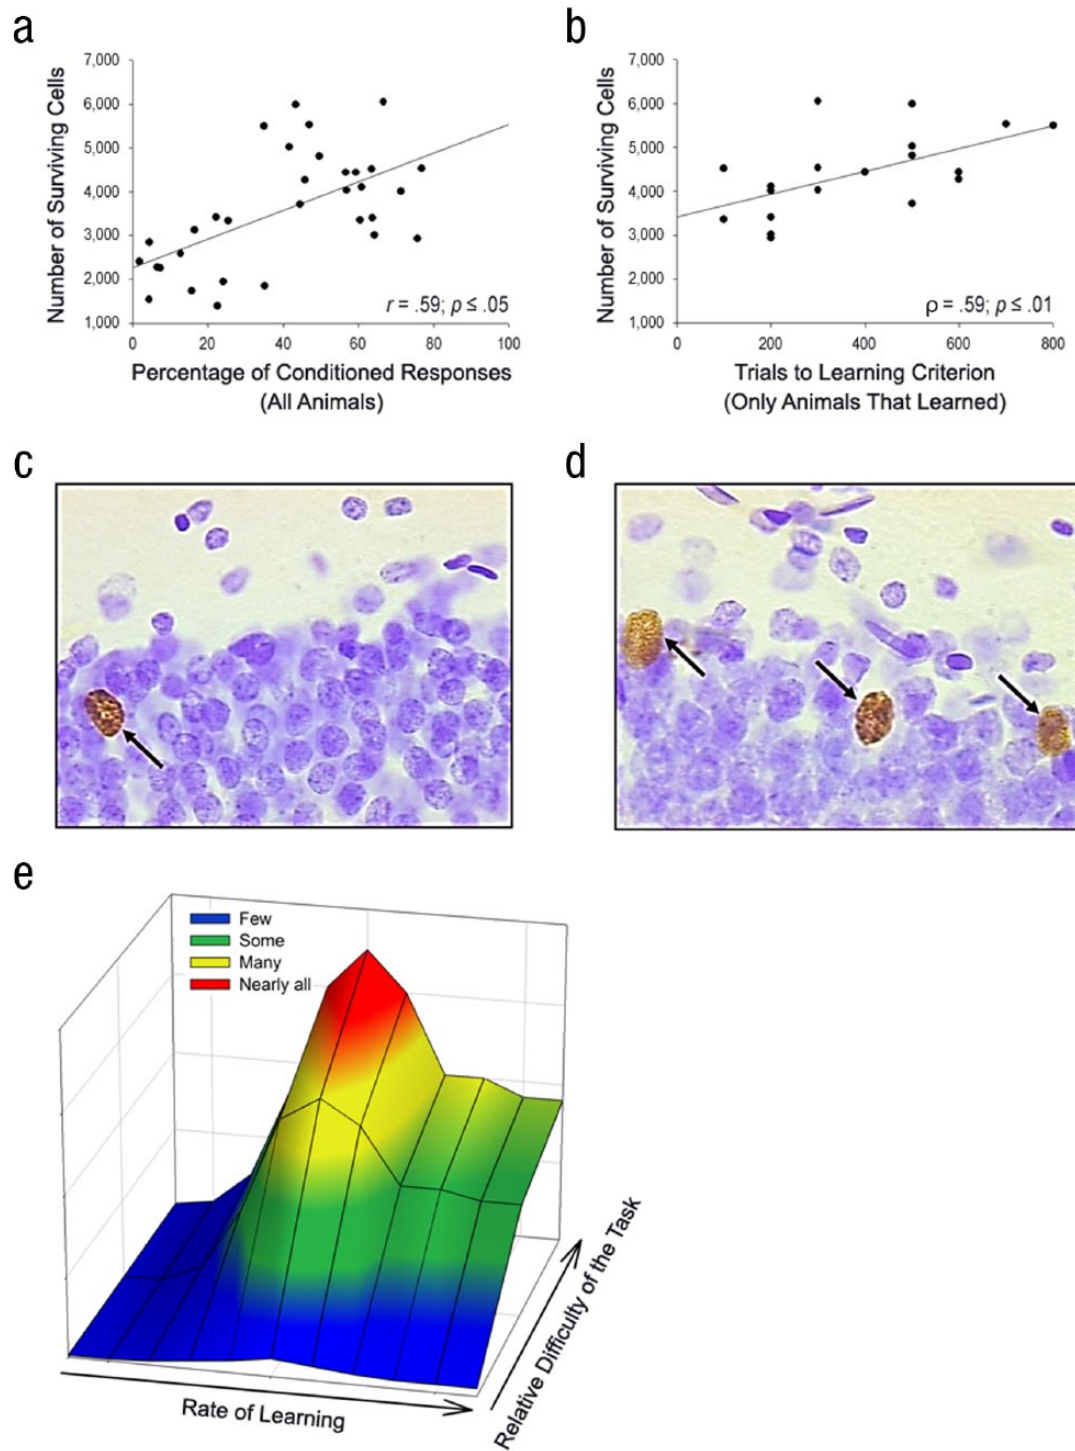 a
Number of Surviving Cells
7,000
6,000
5,000
4,000
3,000
2,000
1,000
r = .59; p ≤ .05
0 20 40 60 80 100
Percentage of Conditioned Responses
(All Animals)
b
Number of Surviving Cells
7,000
6,000
5,000
4,000
3,000
2,000
1,000
ρ = .59; p ≤ .01
0 200 400 600 800
Trials to Learning Criterion
(Only Animals That Learned)
c
d
e
Few
Some
Many
Nearly all
Rate of Learning
Relative Difficulty of the Task